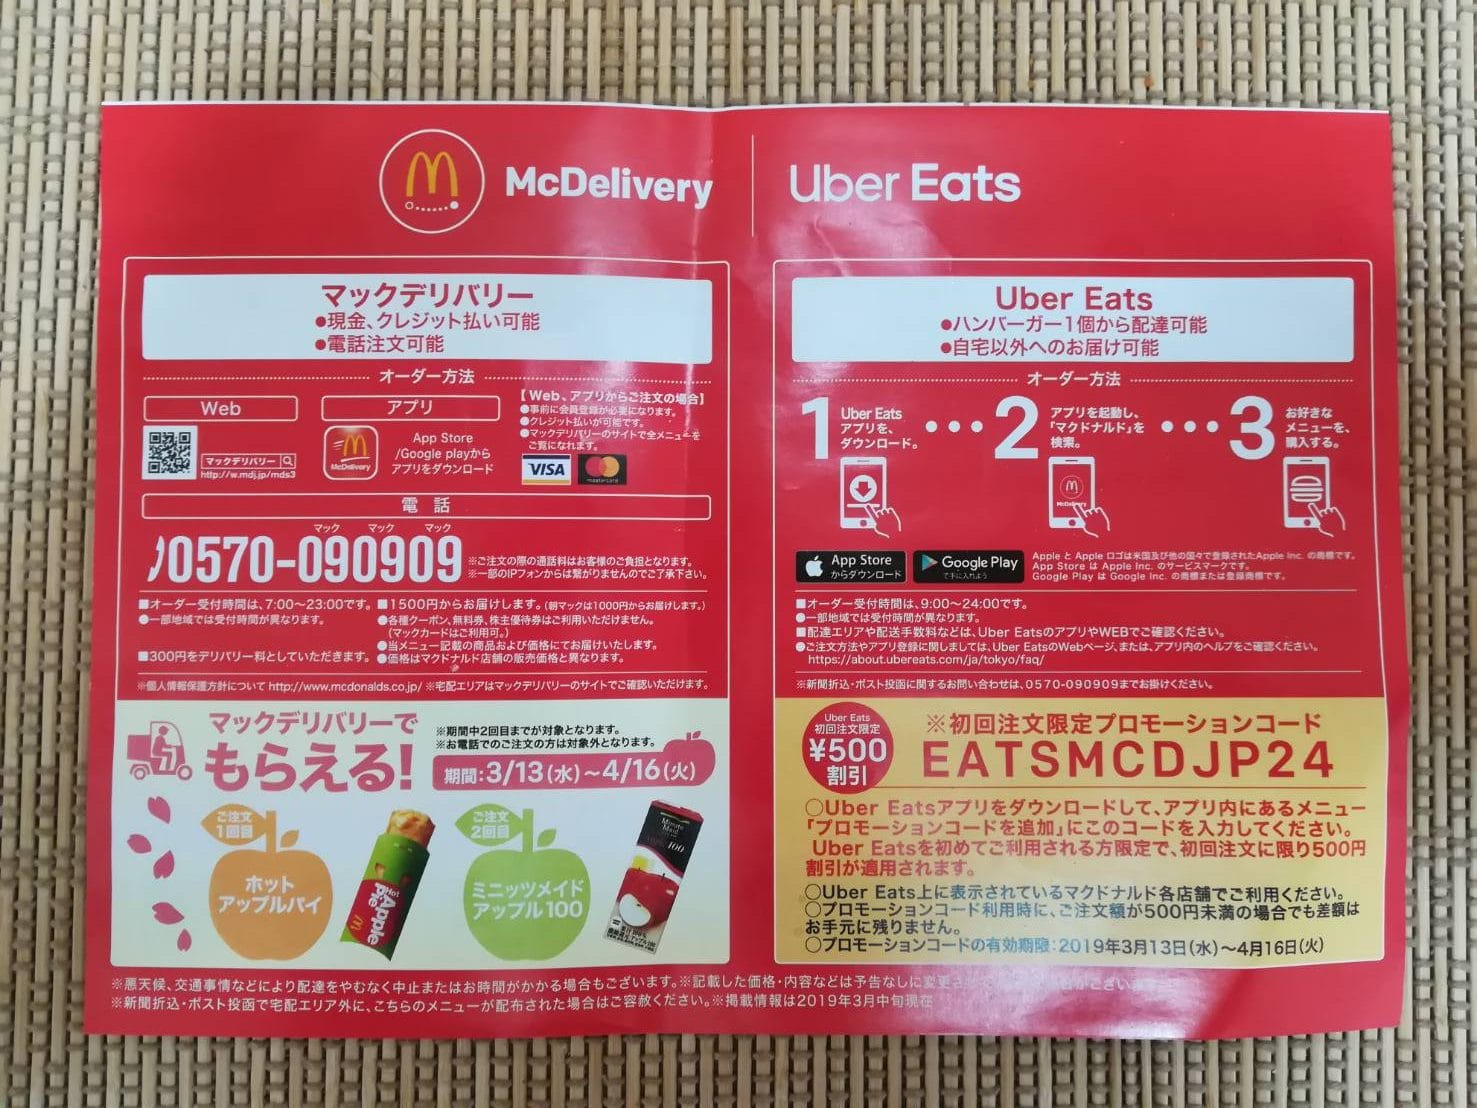 McDelivery
Uber Eats
マックデリバリー
●現金、クレジット払い可能
●電話注文可能
オーダー方法
Web
アプリ
マックデリバリー
http://w.mdj.jp/mds3
McDelivery
App Store
/Google playから
アプリをダウンロード
【Web、アプリからご注文の場合】
●事前に会員登録が必要になります。
●クレジット払いが可能です。
●マックデリバリーのサイトで全メニューを
ご覧になれます。
VISA
mastercard
電話
マック マック マック
0570-090909
※ご注文の際の通話料はお客様のご負担となります。
※一部のIPフォンからは繋がりませんのでご了承下さい。
■オーダー受付時間は、7:00〜23:00です。
●一部地域では受付時間が異なります。
■300円をデリバリー料としていただきます。
■1500円からお届けします。(朝マックは1000円からお届けします。)
●各種クーポン、無料券、株主優待券はご利用いただけません。
(マックカードはご利用可。)
●当メニュー記載の商品および価格にてお届けいたします。
●価格はマクドナルド店舗の販売価格と異なります。
※個人情報保護方針について http://www.mcdonalds.co.jp/ ※宅配エリアはマックデリバリーのサイトでご確認いただけます。
マックデリバリーで
もらえる!
※期間中2回目までが対象となります。
※お電話でのご注文の方は対象外となります。
期間:3/13(水)〜4/16(火)
ご注文
1回目
ホット
アップルパイ
Hot
Apple
Pie
ご注文
2回目
ミニッツメイド
アップル100
Minute
Maid
100
Uber Eats
●ハンバーガー1個から配達可能
●自宅以外へのお届け可能
オーダー方法
1
Uber Eats
アプリを、
ダウンロード。
2
アプリを起動し、
「マクドナルド」を
検索。
McDelivery
3
お好きな
メニューを、
購入する。
App Store
からダウンロード
Google Play
で手に入れよう
Apple と Apple ロゴは米国及び他の国々で登録されたApple Inc. の商標です。
App Store は Apple Inc. のサービスマークです。
Google Play は Google Inc. の商標または登録商標です。
■オーダー受付時間は、9:00〜24:00です。
●一部地域では受付時間が異なります。
■配達エリアや配送手数料などは、Uber EatsのアプリやWEBでご確認ください。
●ご注文方法やアプリ登録に関しましては、Uber EatsのWebページ、または、アプリ内のヘルプをご確認ください。
https://about.ubereats.com/ja/tokyo/faq/
※新聞折込・ポスト投函に関するお問い合わせは、0570-090909までお掛けください。
Uber Eats
初回注文限定
¥500
割引
※初回注文限定プロモーションコード
EATSMCDJP24
○Uber Eatsアプリをダウンロードして、アプリ内にあるメニュー
「プロモーションコードを追加」にこのコードを入力してください。
Uber Eatsを初めてご利用される方限定で、初回注文に限り500円
割引が適用されます。
○Uber Eats上に表示されているマクドナルド各店舗でご利用ください。
○プロモーションコード利用時に、ご注文額が500円未満の場合でも差額は
お手元に残りません。
○プロモーションコードの有効期限:2019年3月13日(水)〜4月16日(火)
※悪天候、交通事情などにより配達をやむなく中止またはお時間がかかる場合もございます。※記載した価格・内容などは予告なしに変更さ
※新聞折込・ポスト投函で宅配エリア外に、こちらのメニューが配布された場合はご容赦ください。※掲載情報は2019年3月中旬現在